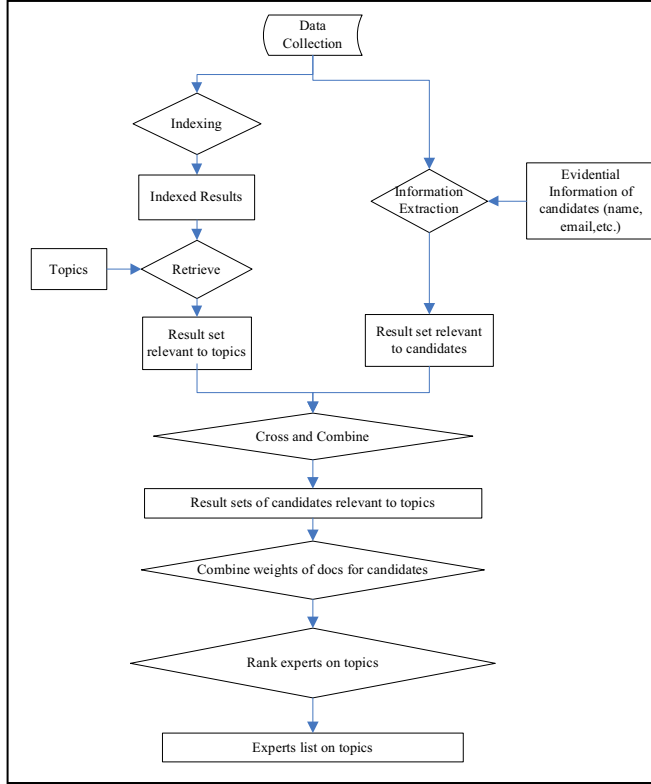 Data
Collection
Indexing
Indexed Results
Information
Extraction
Evidential
Information of
candidates (name,
email,etc.)
Topics
Retrieve
Result set
relevant to topics
Result set relevant
to candidates
Cross and Combine
Result sets of candidates relevant to topics
Combine weights of docs for candidates
Rank experts on topics
Experts list on topics